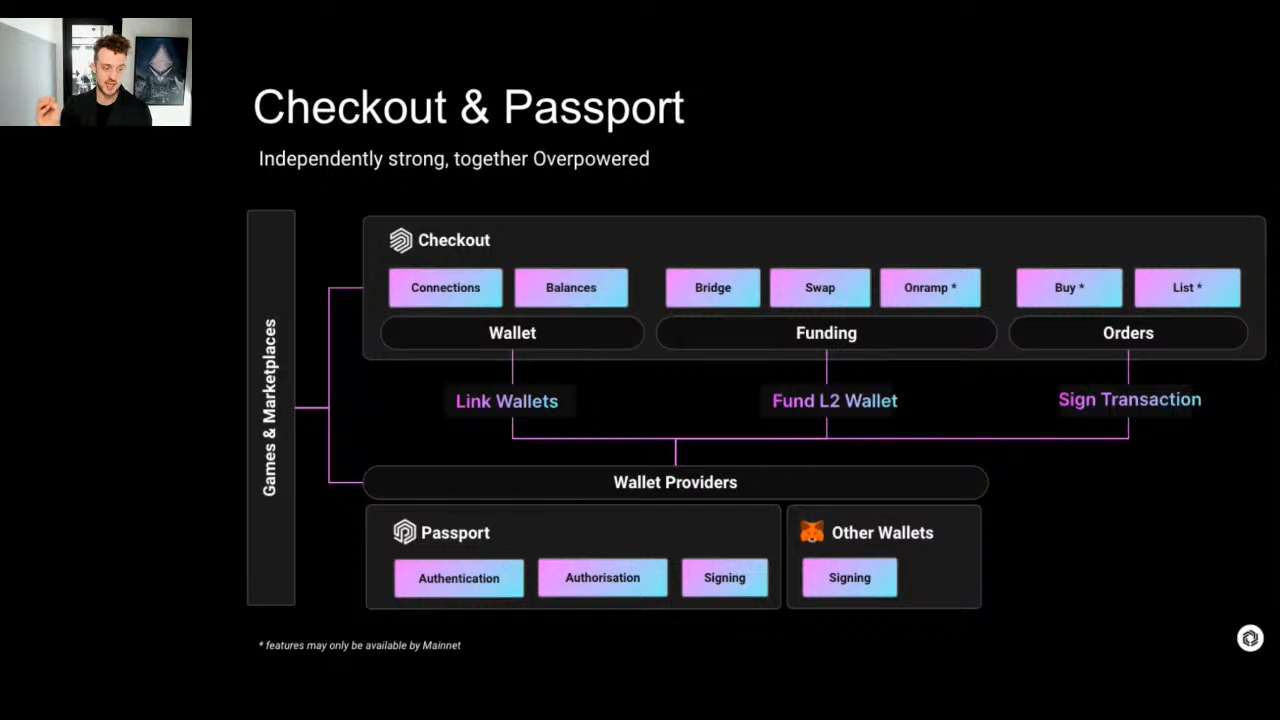 Checkout & Passport
Independently strong, together Overpowered
Games & Marketplaces
Checkout
Connections
Balances
Bridge
Swap
Onramp *
Buy *
List *
Wallet
Funding
Orders
Link Wallets
Fund L2 Wallet
Sign Transaction
Wallet Providers
Passport
Other Wallets
Authentication
Authorisation
Signing
Signing
* features may only be available by Mainnet